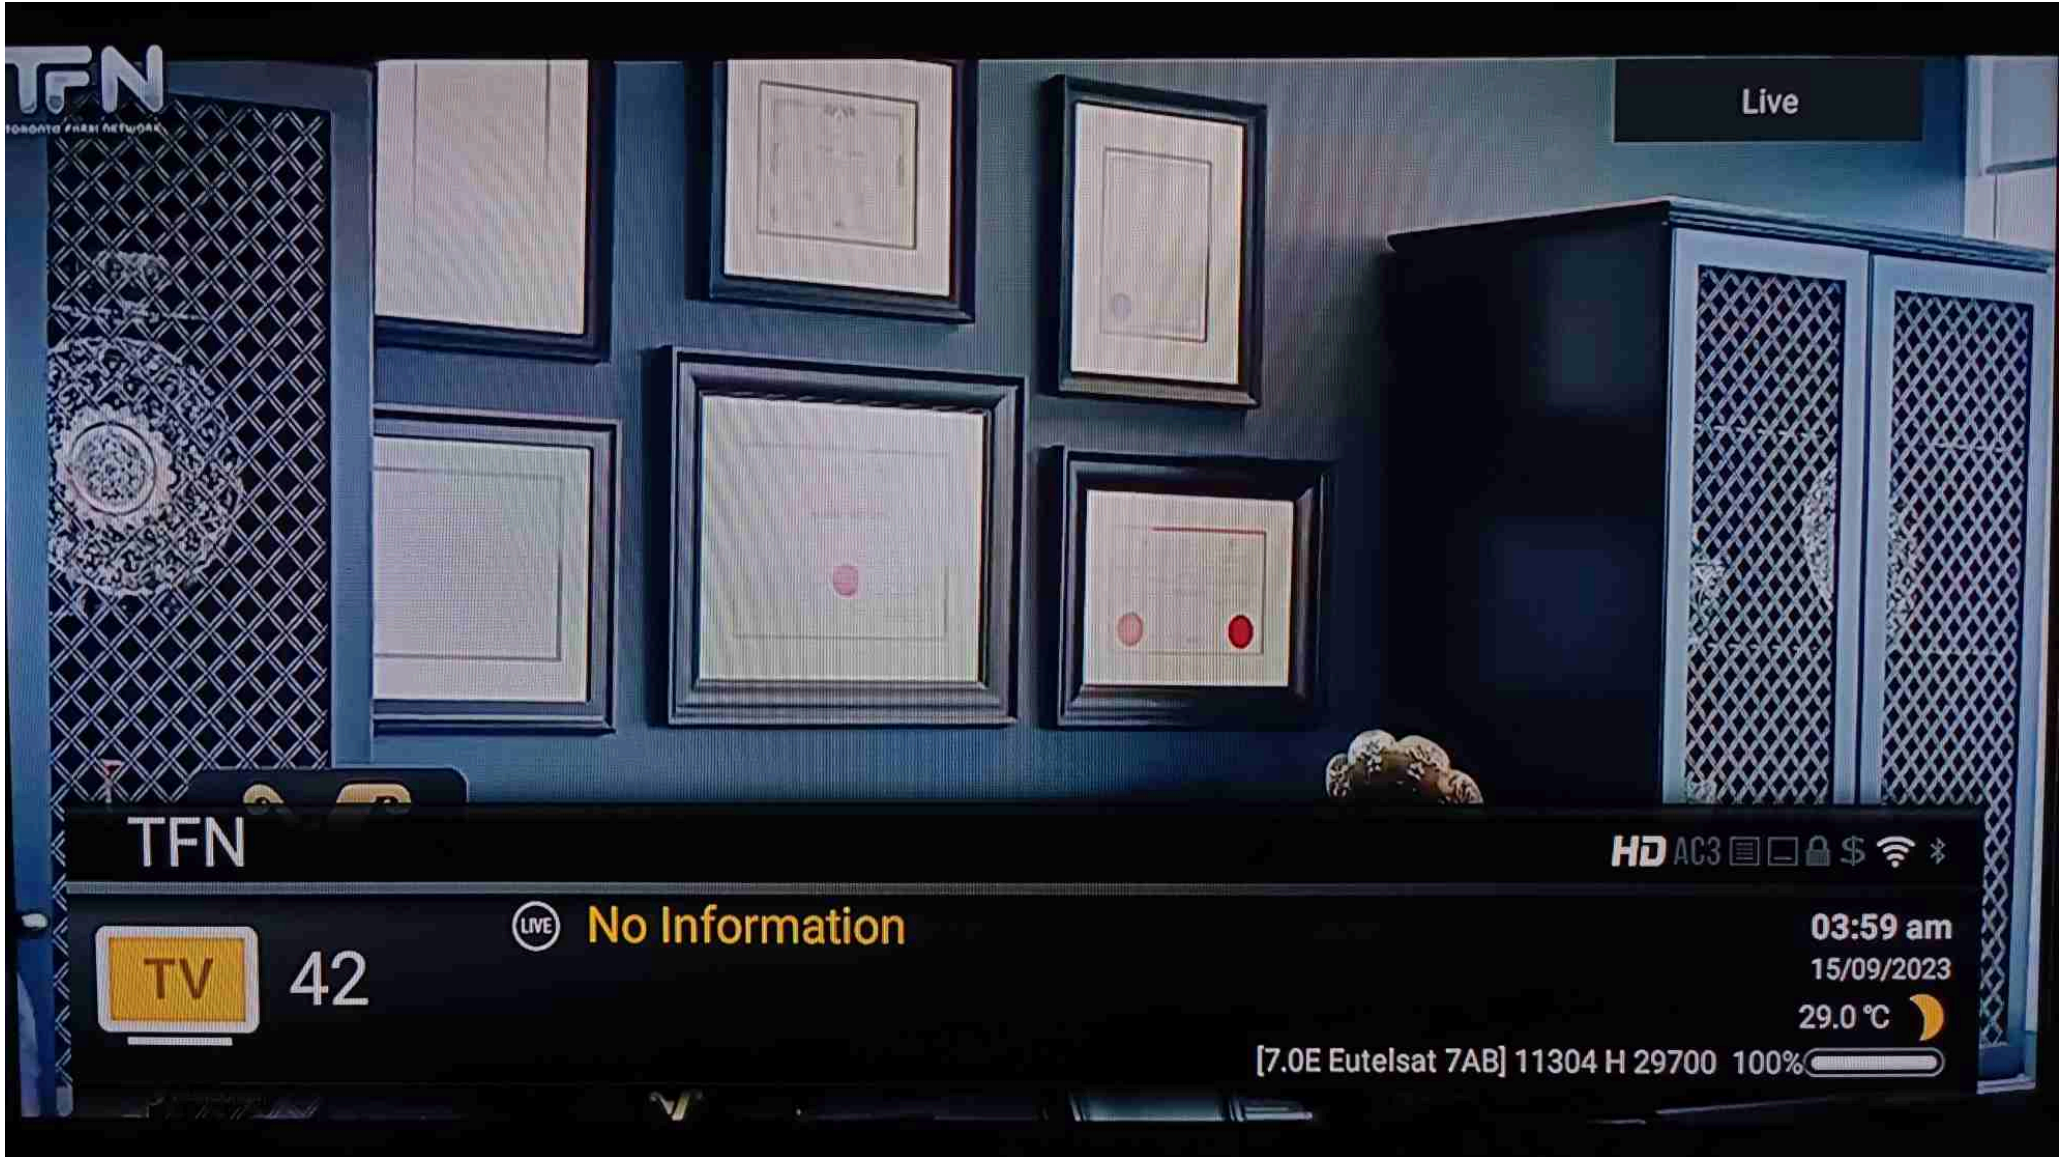 TFN
TORONTO FARSI NETWORK
Live
TFN
HD AC3 $
LIVE No Information
03:59 am
TV 42
15/09/2023
29.0 °C
[7.0E Eutelsat 7AB] 11304 H 29700 100%